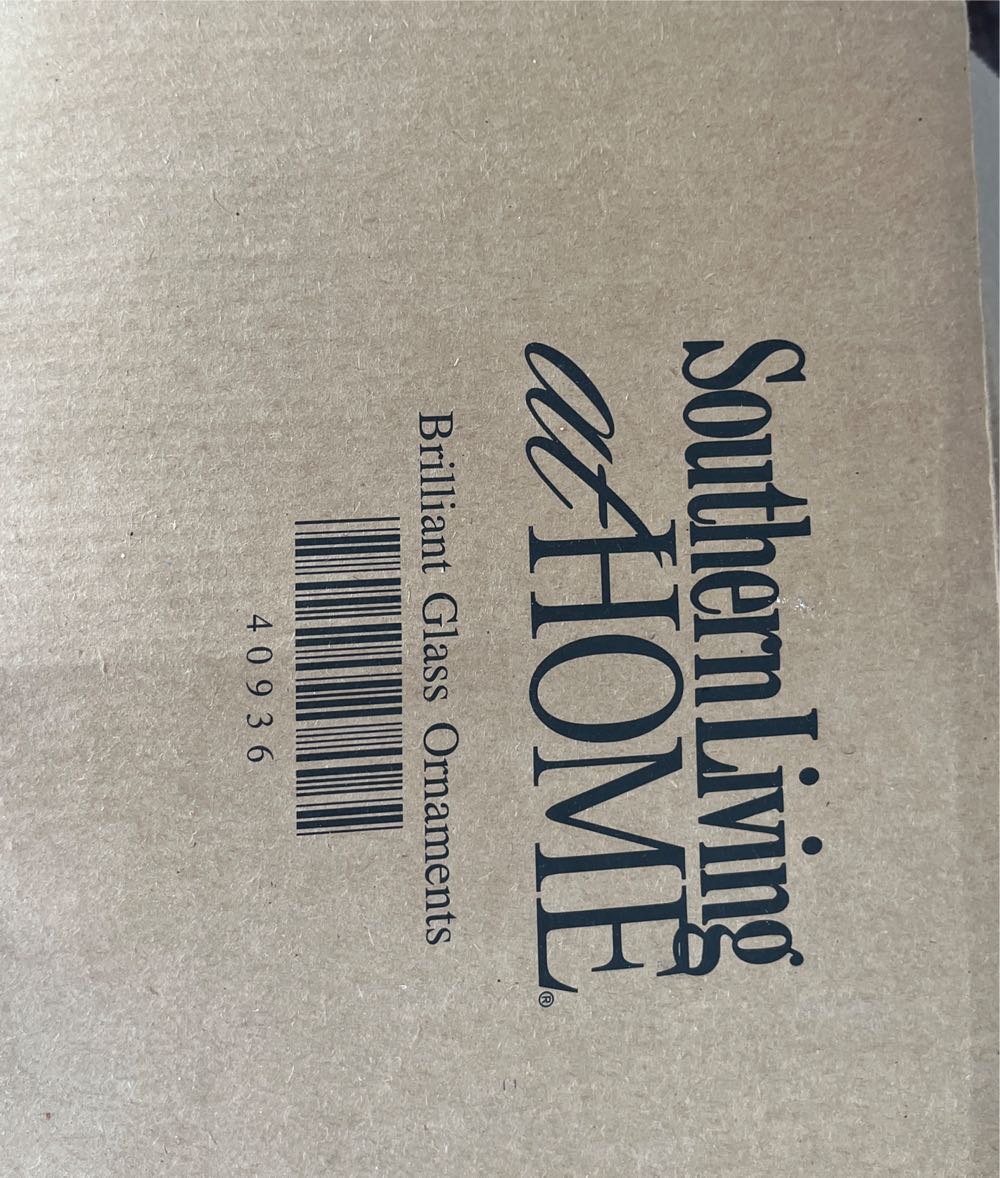 Southern Living
at HOME®
Brilliant Glass Ornaments
40936